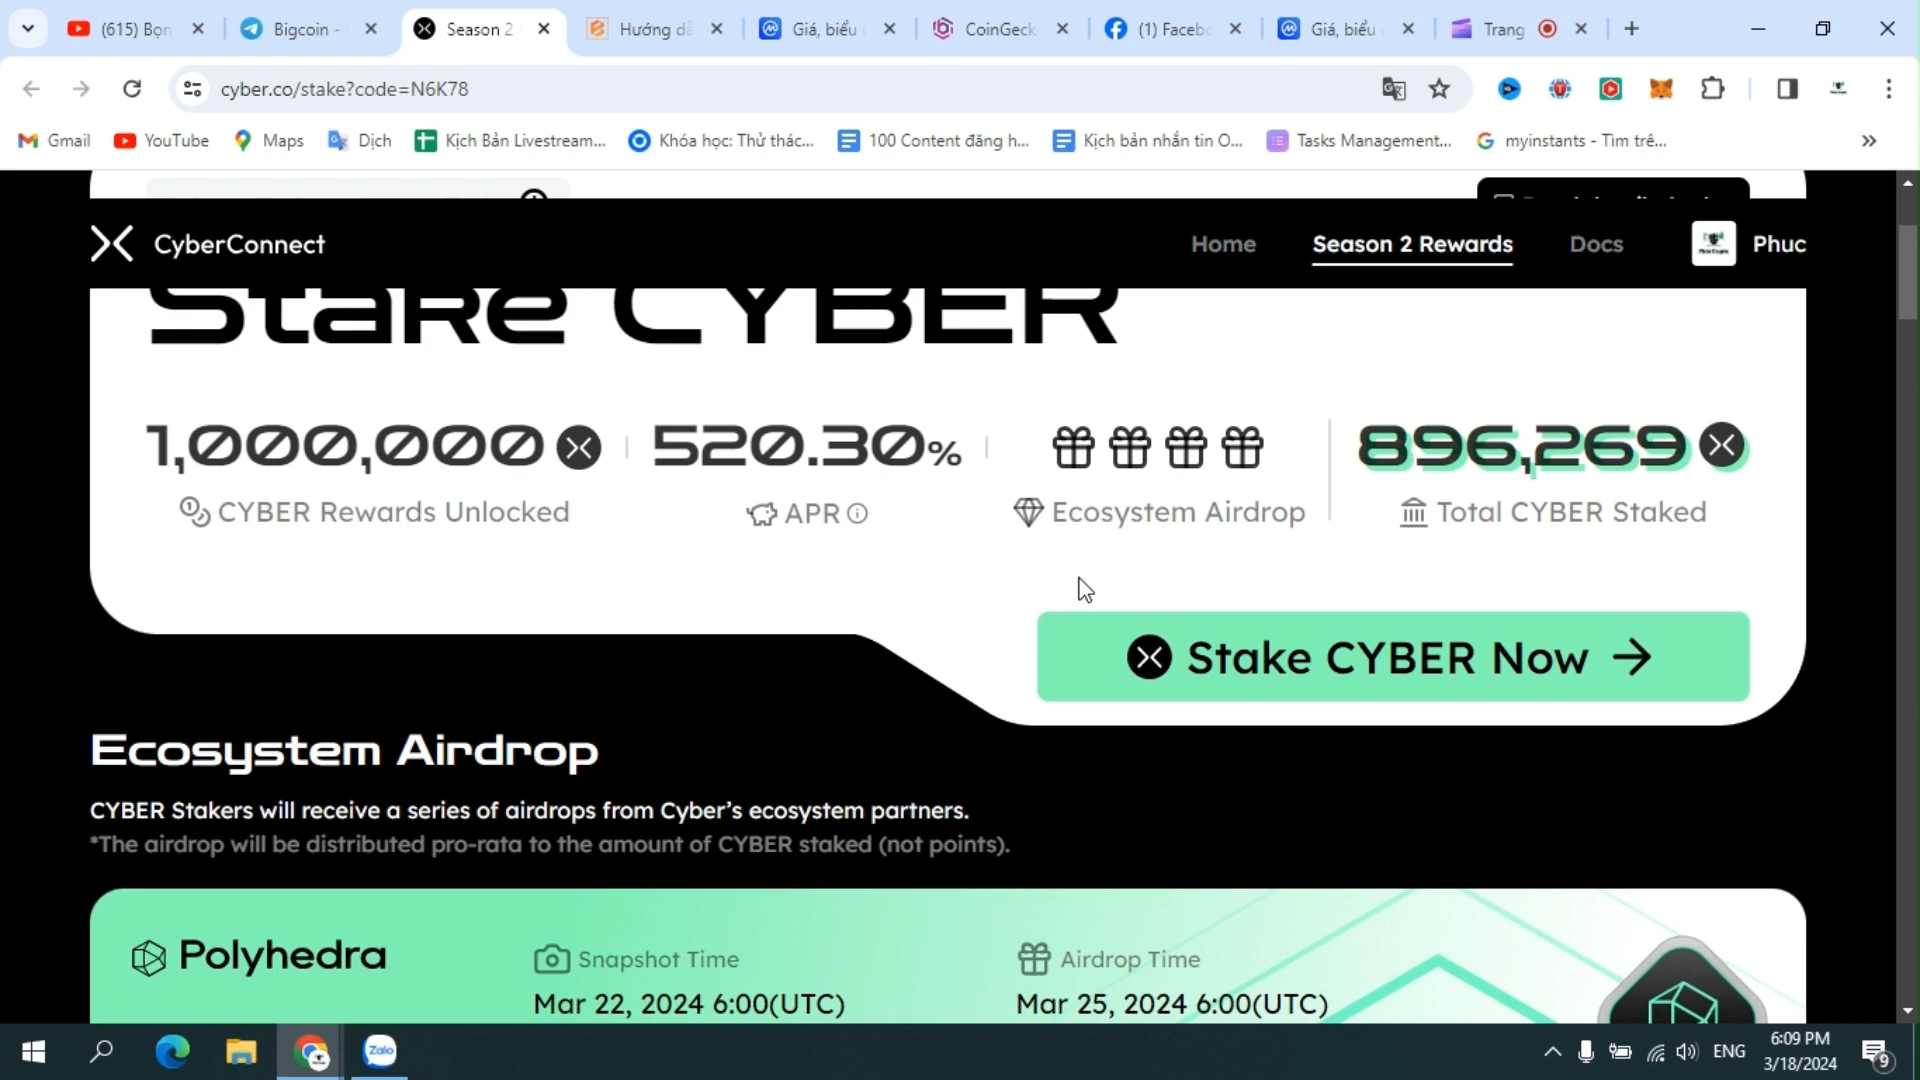 (615) Bọn
Bigcoin -
Season 2
Hướng dẫ
Giá, biểu
CoinGeck
(1) Faceb
Giá, biểu
Trang
cyber.co/stake?code=N6K78
Gmail
YouTube
Maps
Dịch
Kịch Bản Livestream...
Khóa học: Thử thác...
100 Content đăng h...
Kịch bản nhắn tin O...
Tasks Management...
myinstants - Tìm trê...
CyberConnect
Home
Season 2 Rewards
Docs
Phuc
Stake CYBER
1,000,000
520.30%
896,269
CYBER Rewards Unlocked
APR
Ecosystem Airdrop
Total CYBER Staked
Stake CYBER Now
Ecosystem Airdrop
CYBER Stakers will receive a series of airdrops from Cyber's ecosystem partners.
*The airdrop will be distributed pro-rata to the amount of CYBER staked (not points).
Polyhedra
Snapshot Time
Airdrop Time
Mar 22, 2024 6:00(UTC)
Mar 25, 2024 6:00(UTC)
Zalo
ENG
6:09 PM
3/18/2024
9